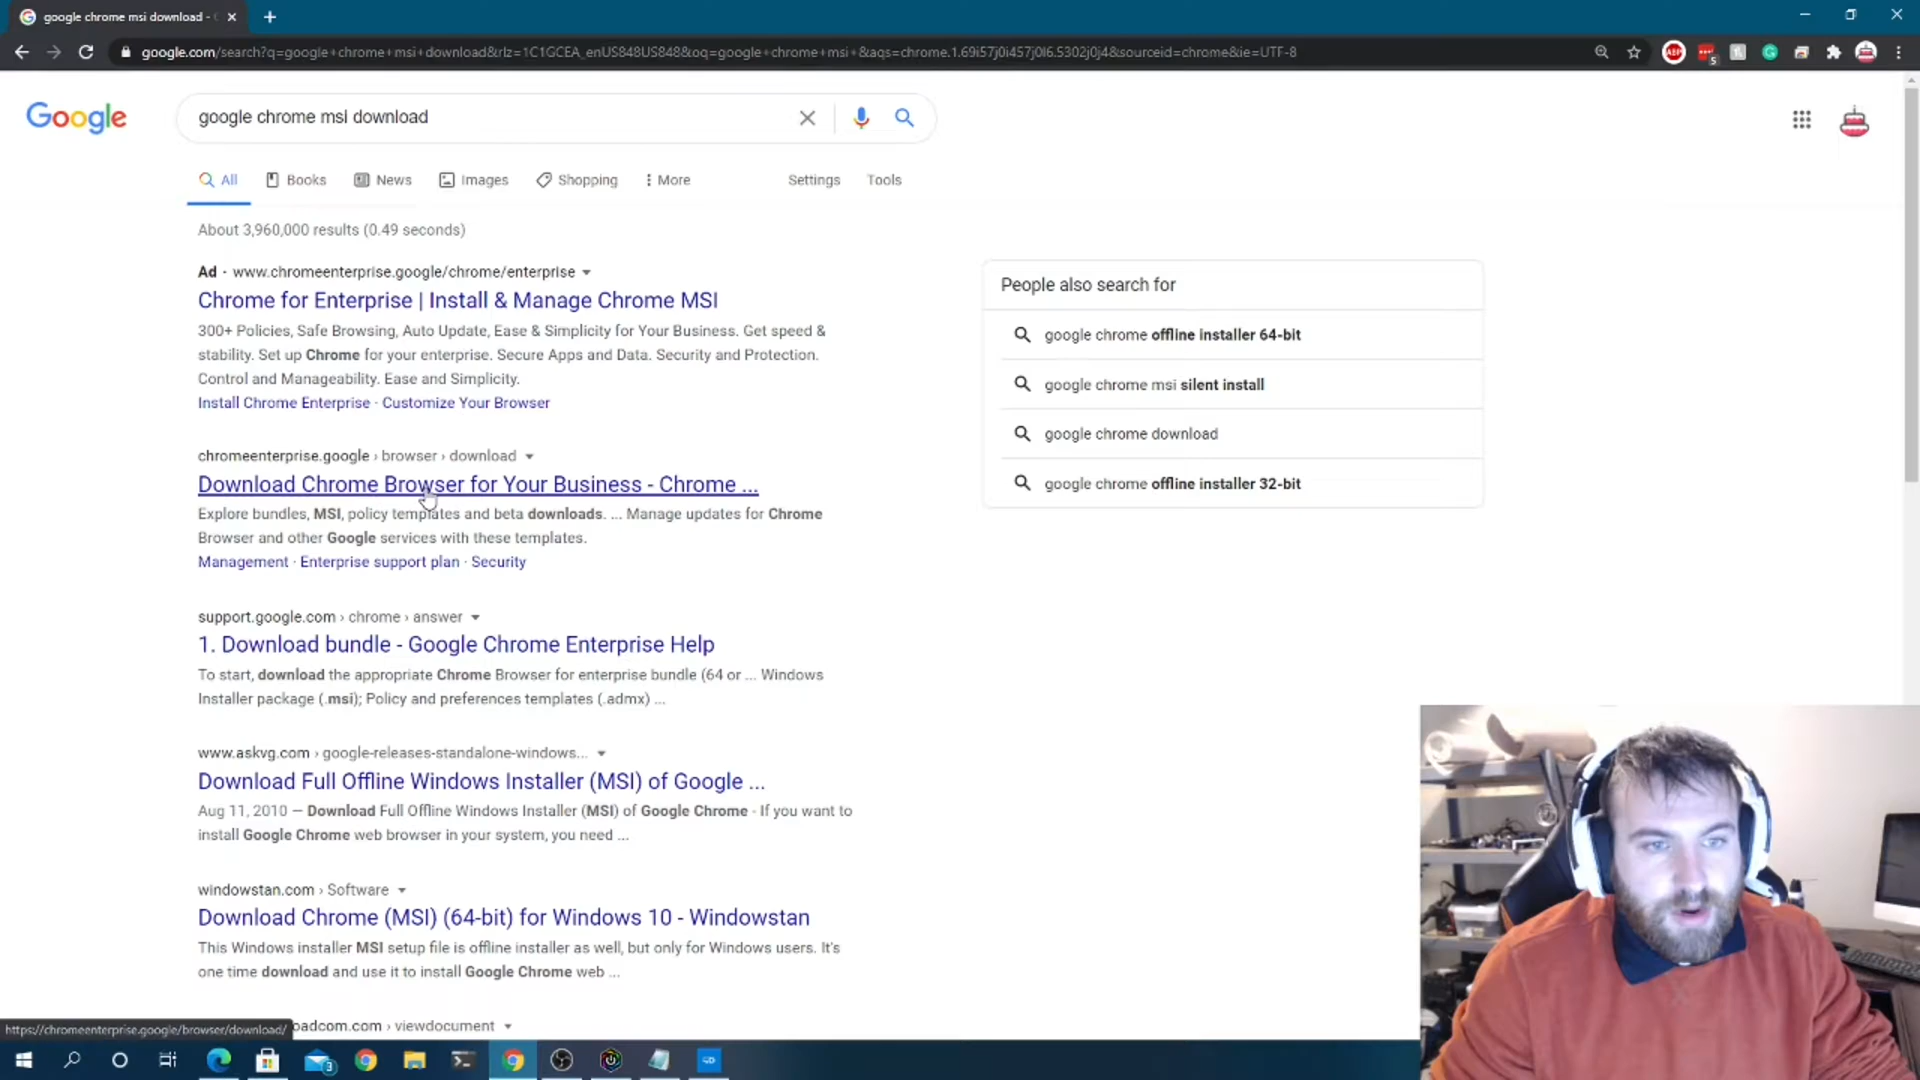 google chrome msi download -
google.com/search?q=google+chrome+msi+download&rlz=1C1GCEA_enUS848US848&oq=google+chrome+msi+&aqs=chrome.1.69i57j0i457j0l6.5302j0j4&sourceid=chrome&ie=UTF-8
ABP
5
Google
google chrome msi download
All
Books
News
Images
Shopping
More
Settings
Tools
About 3,960,000 results (0.49 seconds)
Ad · www.chromeenterprise.google/chrome/enterprise
Chrome for Enterprise | Install & Manage Chrome MSI
300+ Policies, Safe Browsing, Auto Update, Ease & Simplicity for Your Business. Get speed &
stability. Set up Chrome for your enterprise. Secure Apps and Data. Security and Protection.
Control and Manageability. Ease and Simplicity.
Install Chrome Enterprise · Customize Your Browser
chromeenterprise.google › browser › download
Download Chrome Browser for Your Business - Chrome ...
Explore bundles, MSI, policy templates and beta downloads. ... Manage updates for Chrome
Browser and other Google services with these templates.
Management · Enterprise support plan · Security
support.google.com › chrome › answer
1. Download bundle - Google Chrome Enterprise Help
To start, download the appropriate Chrome Browser for enterprise bundle (64 or ... Windows
Installer package (.msi); Policy and preferences templates (.admx) ...
www.askvg.com › google-releases-standalone-windows...
Download Full Offline Windows Installer (MSI) of Google ...
Aug 11, 2010 — Download Full Offline Windows Installer (MSI) of Google Chrome - If you want to
install Google Chrome web browser in your system, you need ...
windowstan.com › Software
Download Chrome (MSI) (64-bit) for Windows 10 - Windowstan
This Windows installer MSI setup file is offline installer as well, but only for Windows users. It's
one time download and use it to install Google Chrome web ...
oadcom.com › viewdocument
People also search for
google chrome offline installer 64-bit
google chrome msi silent install
google chrome download
google chrome offline installer 32-bit
https://chromeenterprise.google/browser/download/
3